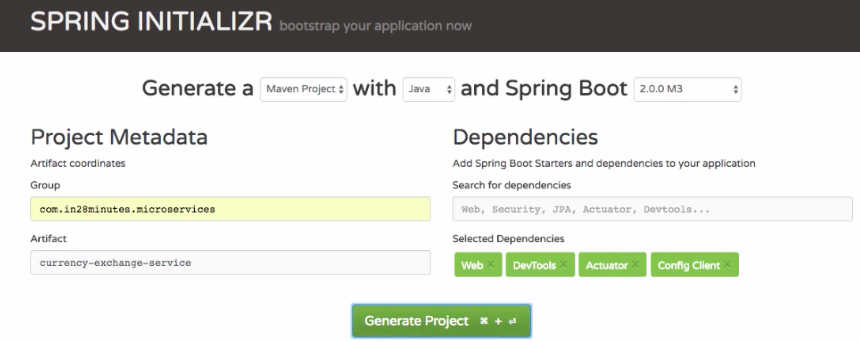 SPRING INITIALIZR bootstrap your application now
Generate a Maven Project with Java and Spring Boot 2.0.0 M3
Project Metadata
Artifact coordinates
Group
com.in28minutes.microservices
Artifact
currency-exchange-service
Dependencies
Add Spring Boot Starters and dependencies to your application
Search for dependencies
Web, Security, JPA, Actuator, Devtools...
Selected Dependencies
Web × DevTools × Actuator × Config Client ×
Generate Project ⌘ + ⏎